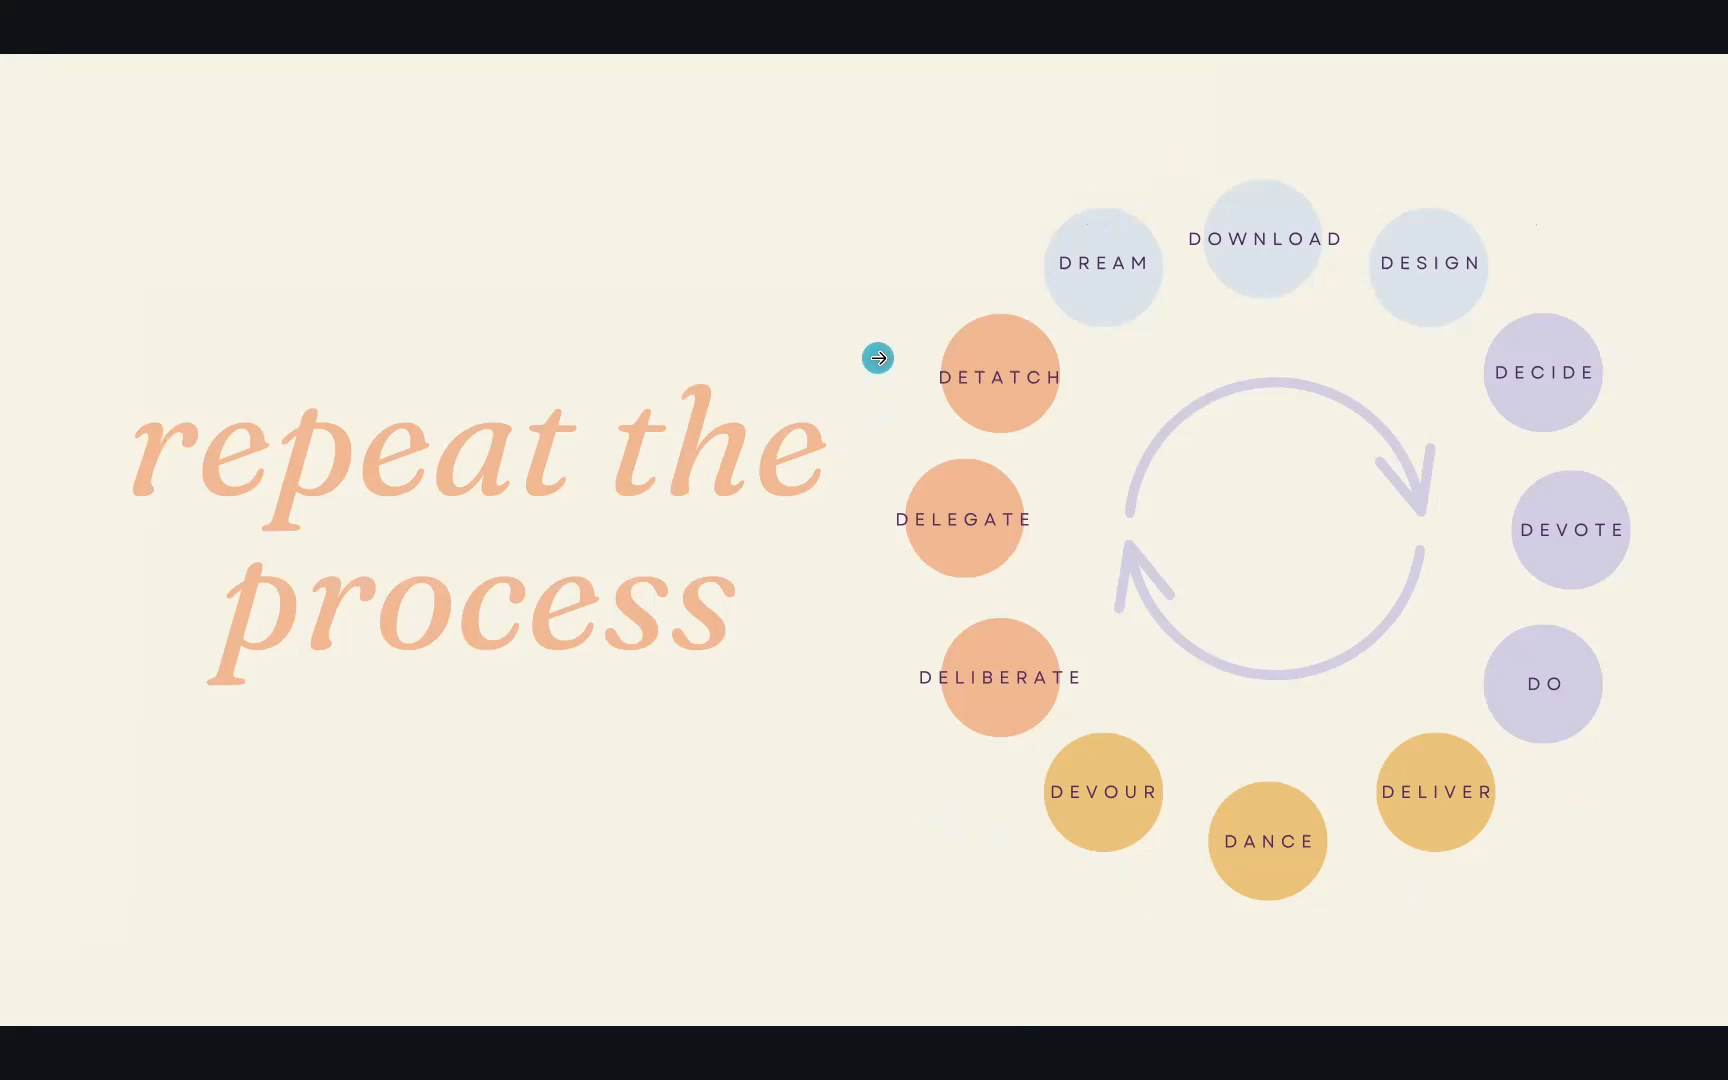 repeat the
process
DREAM
DOWNLOAD
DESIGN
DECIDE
DEVOTE
DO
DELIVER
DANCE
DEVOUR
DELIBERATE
DELEGATE
DETATCH